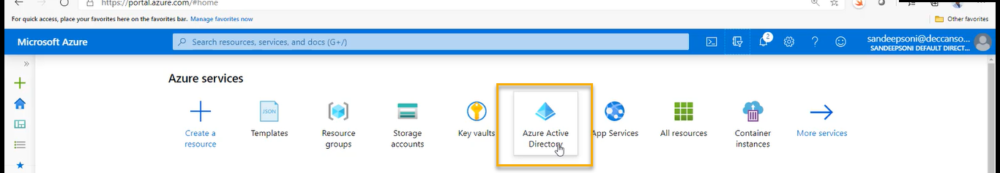 https://portal.azure.com/#home
For quick access, place your favorites here on the favorites bar. Manage favorites now
Other favorites
Microsoft Azure
Search resources, services, and docs (G+/)
2
sandeepsoni@deccanso...
SANDEEPSONI DEFAULT DIRECT...
»
Azure services
JSON
Create a
resource
Templates
Resource
groups
Storage
accounts
Key vaults
Azure Active
Directory
App Services
All resources
Container
instances
More services